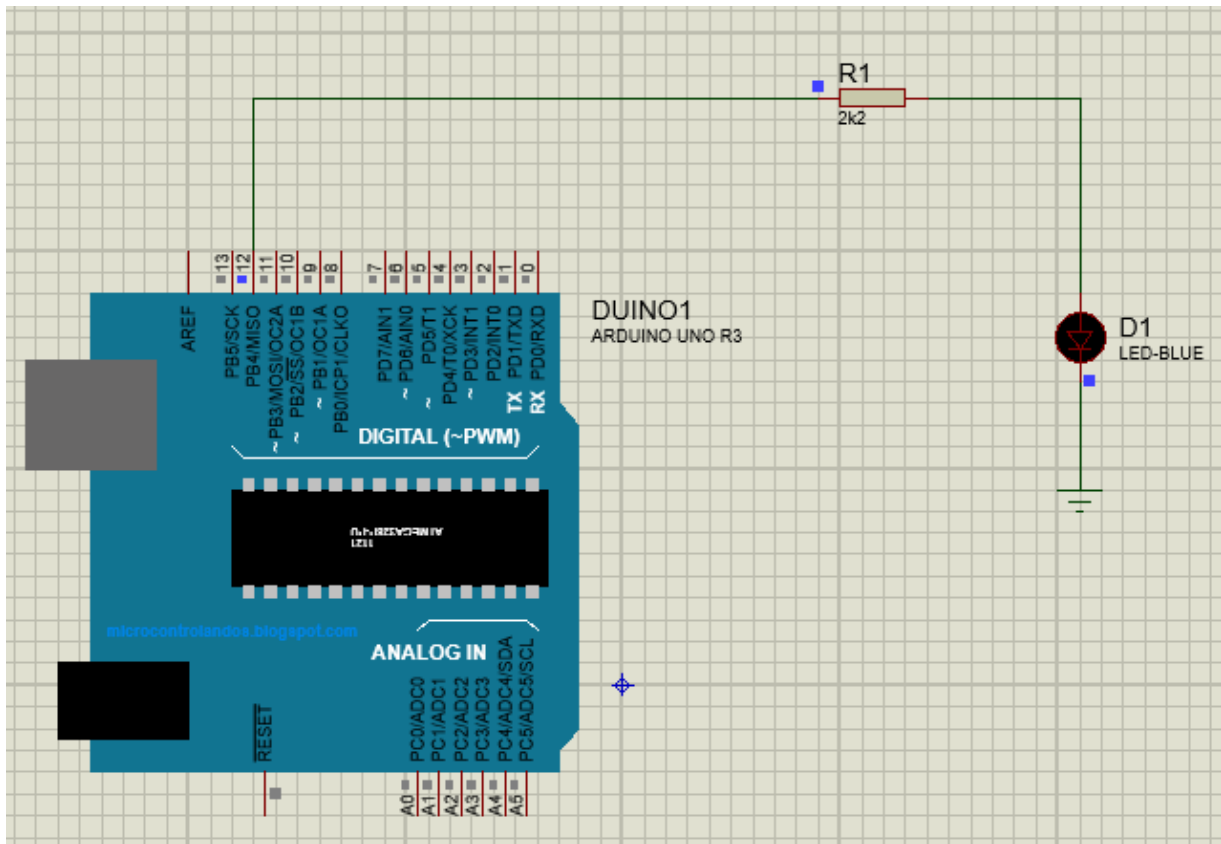 R1
2k2
13
12
11
10
9
8
7
6
5
4
3
2
1
0
AREF
PB5/SCK
PB4/MISO
~ PB3/MOSI/OC2A
~ PB2/SS/OC1B
~ PB1/OC1A
PB0/ICP1/CLKO
PD7/AIN1
~ PD6/AIN0
~ PD5/T1
PD4/T0/XCK
~ PD3/INT1
PD2/INT0
TX PD1/TXD
RX PD0/RXD
DUINO1
ARDUINO UNO R3
D1
LED-BLUE
DIGITAL (~PWM)
1121
microcontrolandos.blogspot.com
ANALOG IN
RESET
PC0/ADC0
PC1/ADC1
PC2/ADC2
PC3/ADC3
PC4/ADC4/SDA
PC5/ADC5/SCL
A0
A1
A2
A3
A4
A5